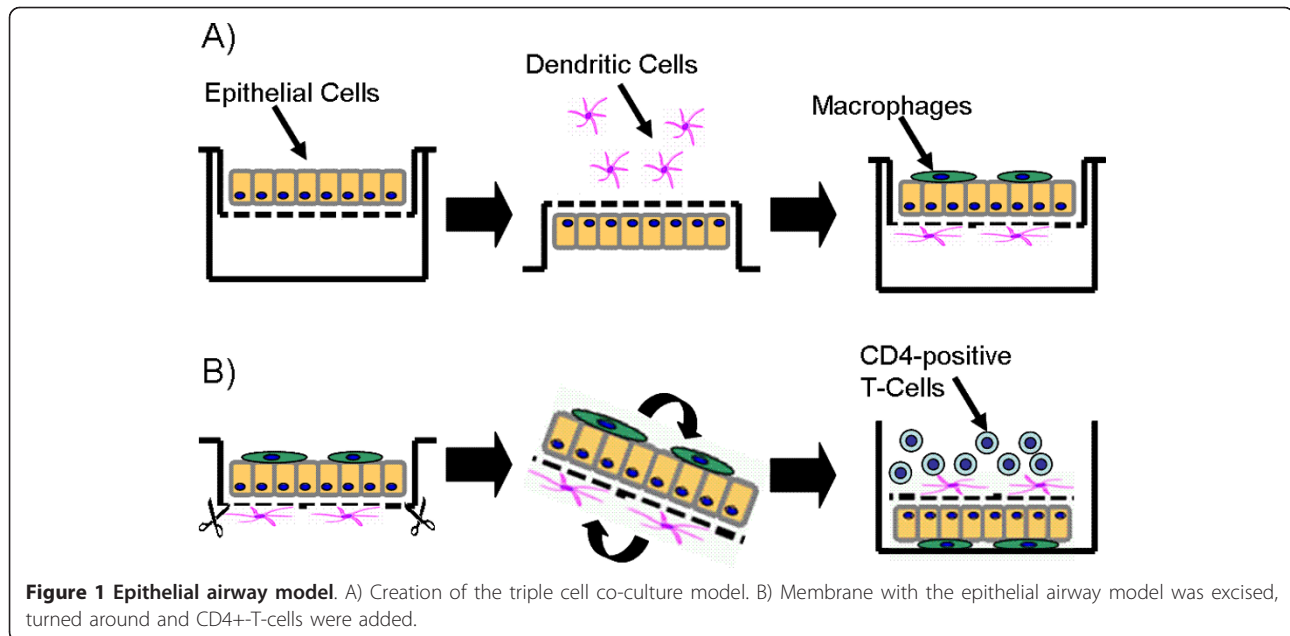 A)
Epithelial Cells
Dendritic Cells
Macrophages
B)
CD4-positive
T-Cells
Figure 1 Epithelial airway model. A) Creation of the triple cell co-culture model. B) Membrane with the epithelial airway model was excised,
turned around and CD4+-T-cells were added.